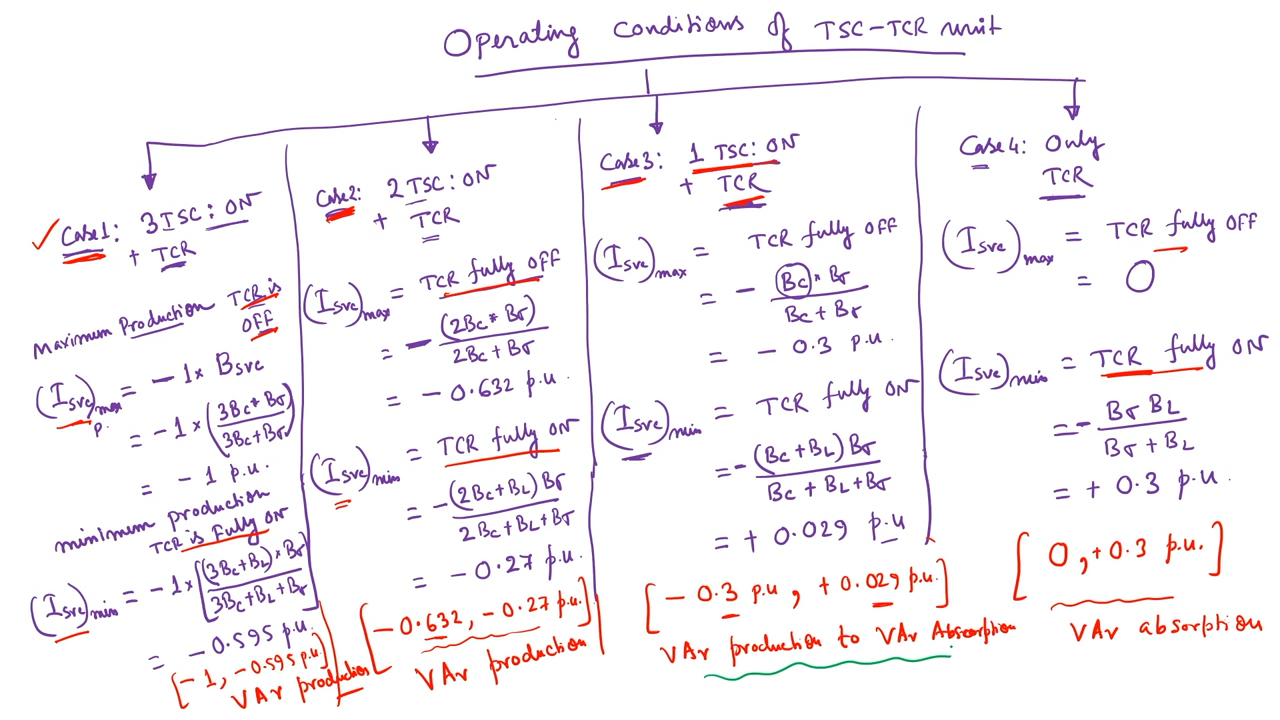 Operating Conditions of TSC-TCR unit
Case1: 3TSC: ON
+ TCR
Maximum Production TCR is
OFF
(Isvc)max = - 1 × Bsvc
p.
= -1 × (3Bc * Bσ / 3Bc + Bσ)
= - 1 p.u.
minimum production
TCR is Fully ON
(Isvc)min = -1 × [(3Bc+BL) × Bσ / 3Bc+BL+Bσ]
= - 0.595 p.u.
[-1, -0.595 p.u]
VAr production
Case2: 2TSC: ON
+ TCR
(Isvc)max = TCR fully OFF
= - (2Bc * Bσ) / 2Bc + Bσ
= - 0.632 p.u.
(Isvc)min = TCR fully ON
= - (2Bc+BL) Bσ / 2Bc+BL+Bσ
= - 0.27 p.u.
[-0.632, -0.27 p.u.]
VAr production
Case3: 1 TSC: ON
+ TCR
(Isvc)max = TCR fully OFF
= - Bc * Bσ / Bc + Bσ
= - 0.3 p.u.
(Isvc)min = TCR fully ON
= - (Bc+BL) Bσ / Bc + BL+Bσ
= + 0.029 p.u
[- 0.3 p.u, + 0.029 p.u.]
VAr production to VAr Absorption
Case4: Only
TCR
(Isvc)max = TCR fully OFF
= 0
(Isvc)min = TCR fully ON
= - Bσ BL / Bσ + BL
= + 0.3 p.u.
[0, +0.3 p.u.]
VAr absorption